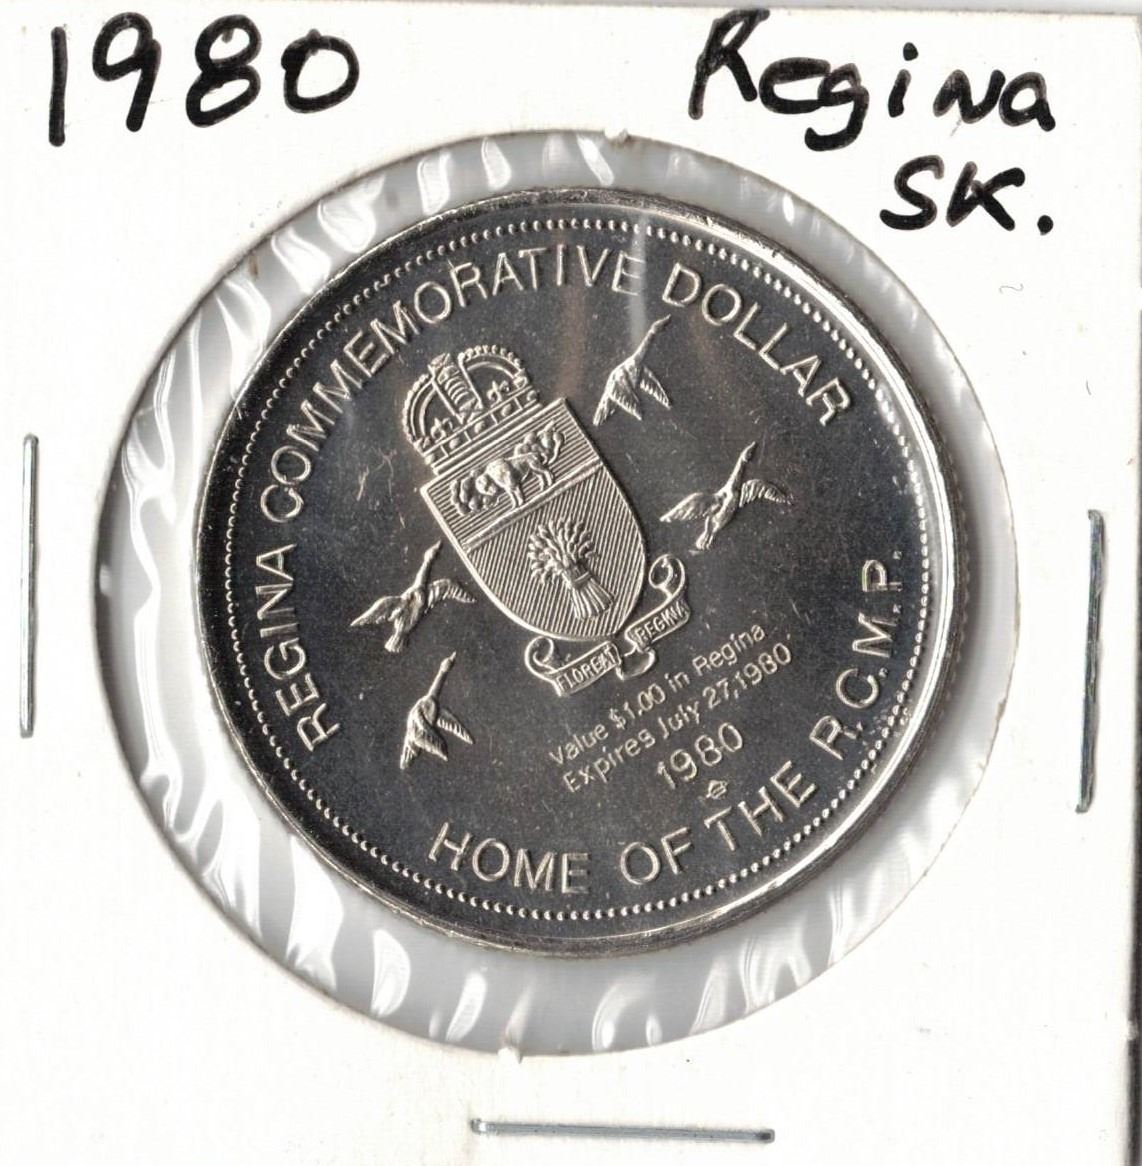 1980
Regina
SK.
REGINA COMMEMORATIVE DOLLAR
FLOREAT REGINA
Value $1.00 in Regina
Expires July 27,1980
1980
HOME OF THE R.C.M.P.